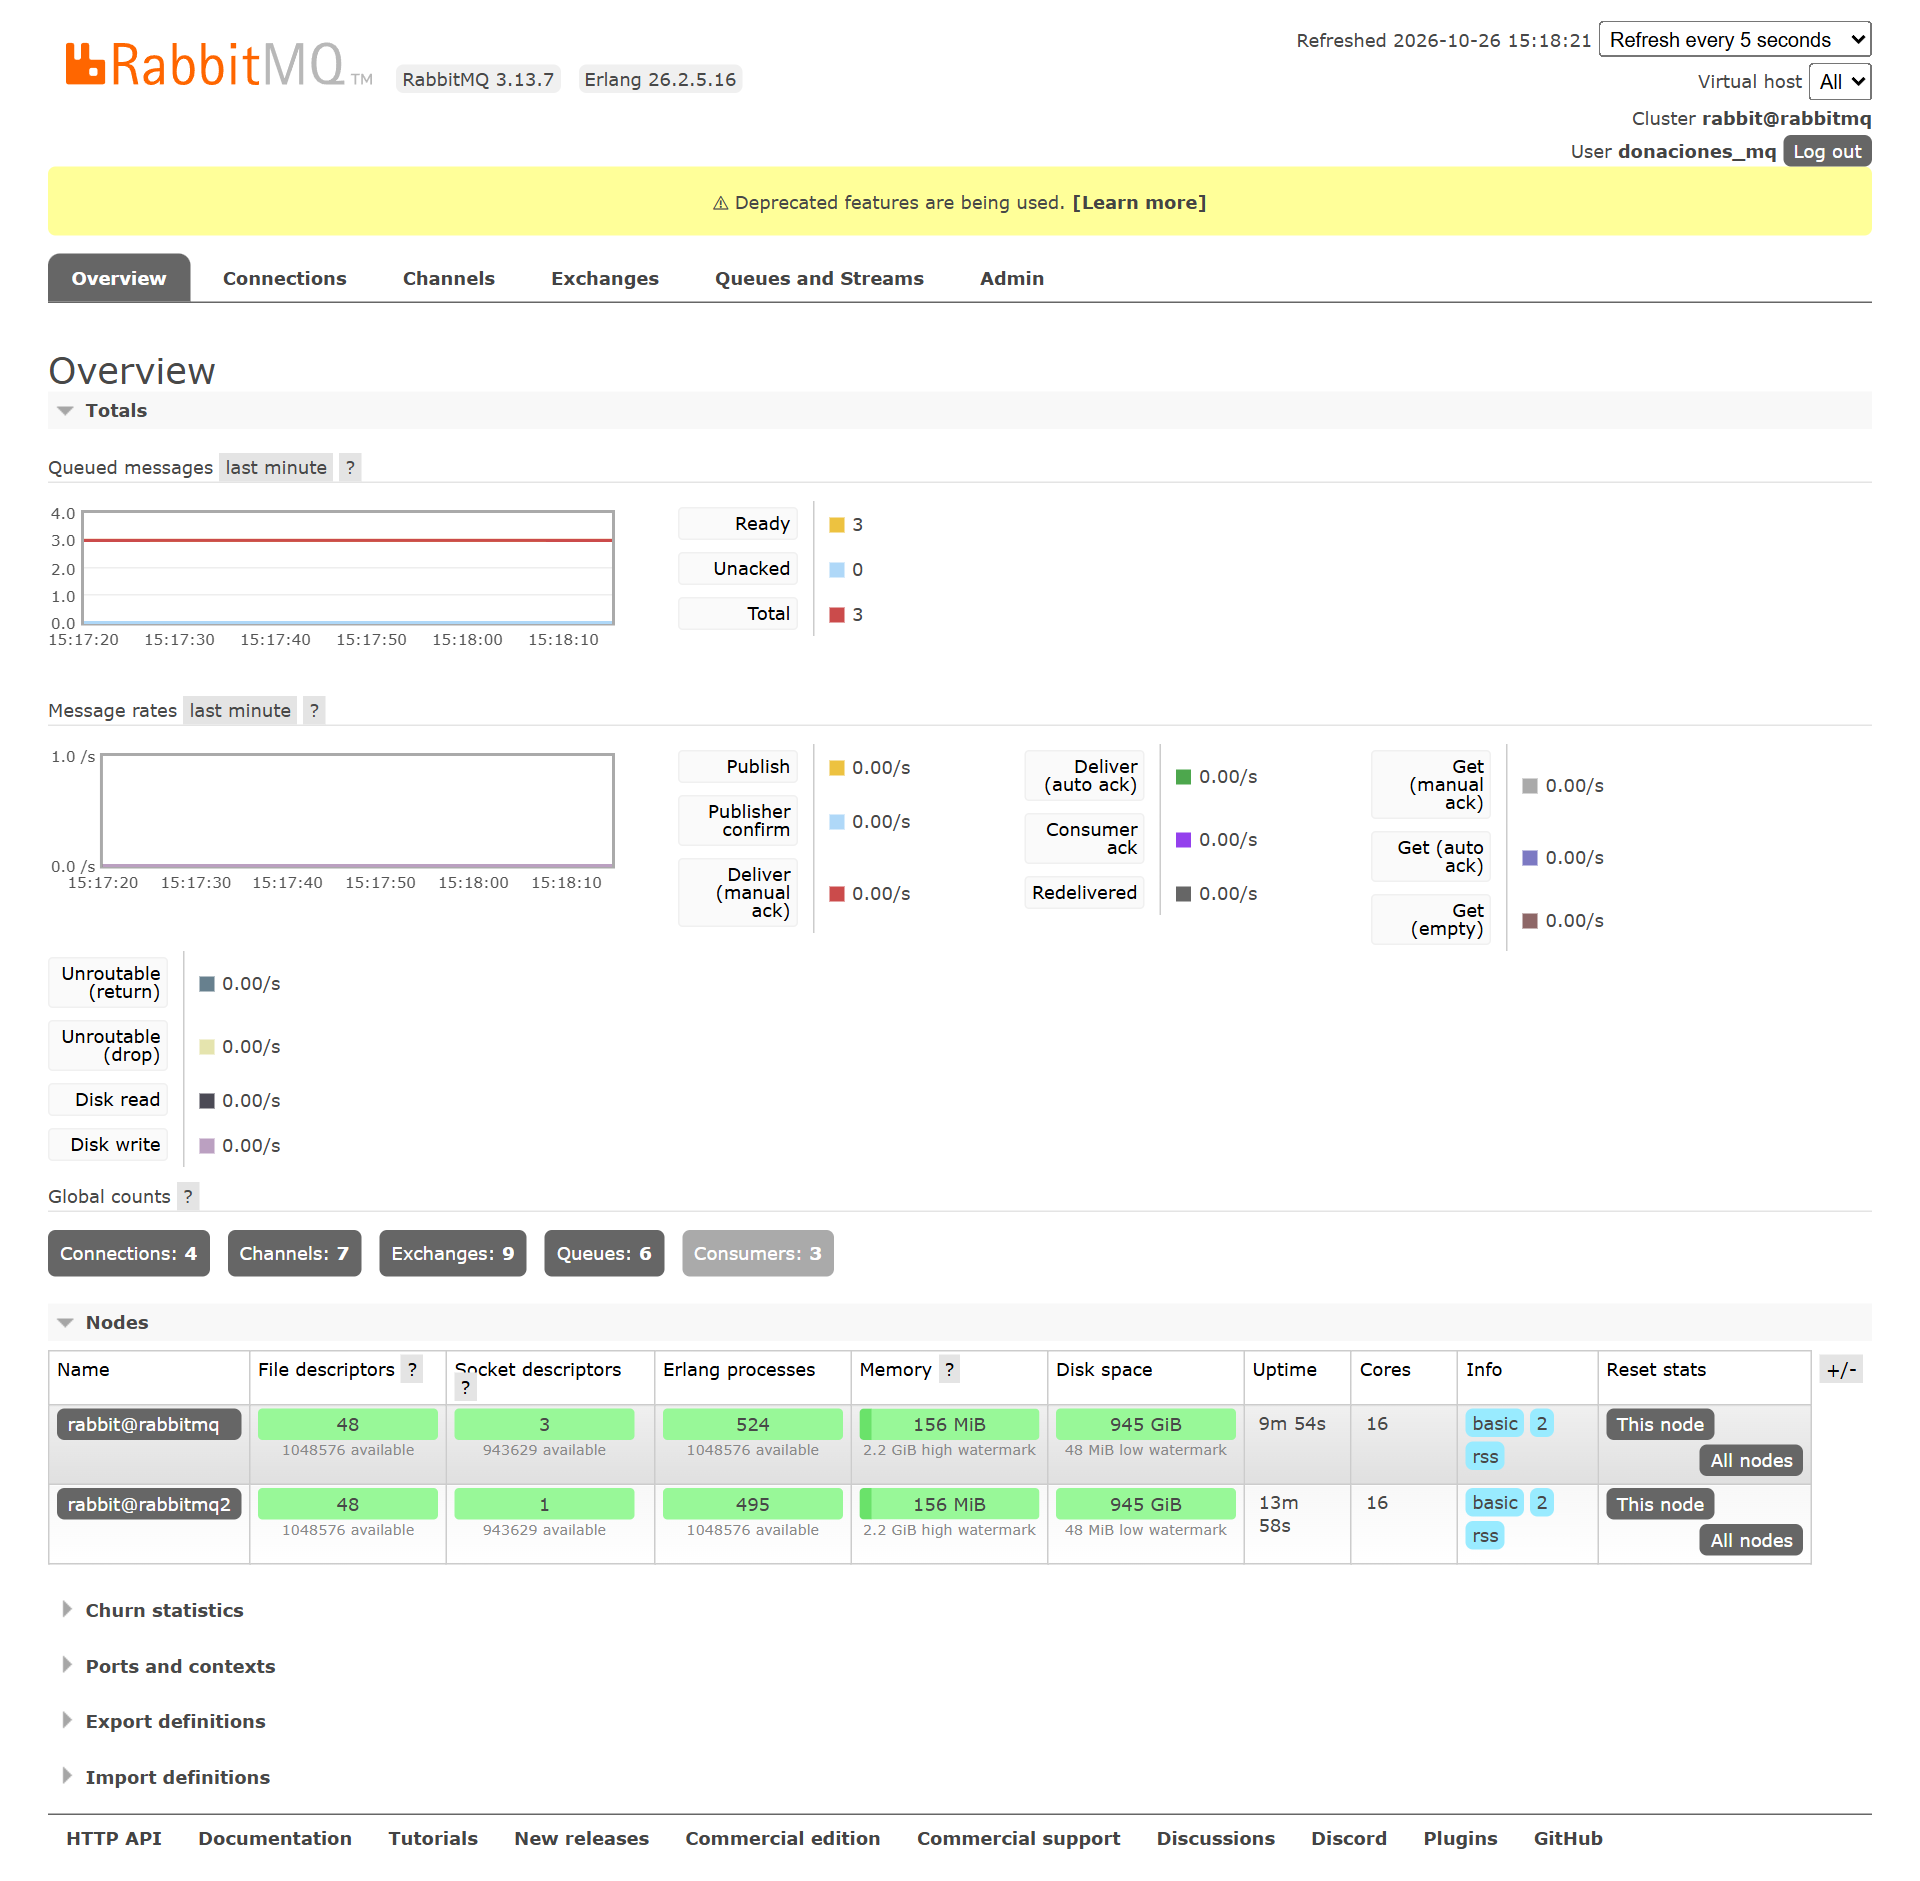 RabbitMQ TM RabbitMQ 3.13.7 Erlang 26.2.5.16
Refreshed 2026-10-26 15:18:21 Refresh every 5 seconds
Virtual host All
Cluster rabbit@rabbitmq
User donaciones_mq Log out
⚠ Deprecated features are being used. [Learn more]
Overview Connections Channels Exchanges Queues and Streams Admin
Overview
Totals
Queued messages last minute ?
4.0
3.0
2.0
1.0
0.0
15:17:20 15:17:30 15:17:40 15:17:50 15:18:00 15:18:10
Ready 3
Unacked 0
Total 3
Message rates last minute ?
1.0 /s
0.0 /s
15:17:20 15:17:30 15:17:40 15:17:50 15:18:00 15:18:10
Publish 0.00/s
Publisher
confirm 0.00/s
Deliver
(manual
ack) 0.00/s
Deliver
(auto ack) 0.00/s
Consumer
ack 0.00/s
Redelivered 0.00/s
Get
(manual
ack) 0.00/s
Get (auto
ack) 0.00/s
Get
(empty) 0.00/s
Unroutable
(return) 0.00/s
Unroutable
(drop) 0.00/s
Disk read 0.00/s
Disk write 0.00/s
Global counts ?
Connections: 4 Channels: 7 Exchanges: 9 Queues: 6 Consumers: 3
Nodes
Name File descriptors ? Socket descriptors ? Erlang processes Memory ? Disk space Uptime Cores Info Reset stats +/-
rabbit@rabbitmq 48 3 524 156 MiB 945 GiB 9m 54s 16 basic 2 This node
1048576 available 943629 available 1048576 available 2.2 GiB high watermark 48 MiB low watermark rss All nodes
rabbit@rabbitmq2 48 1 495 156 MiB 945 GiB 13m 16 basic 2 This node
1048576 available 943629 available 1048576 available 2.2 GiB high watermark 48 MiB low watermark 58s rss All nodes
Churn statistics
Ports and contexts
Export definitions
Import definitions
HTTP API Documentation Tutorials New releases Commercial edition Commercial support Discussions Discord Plugins GitHub